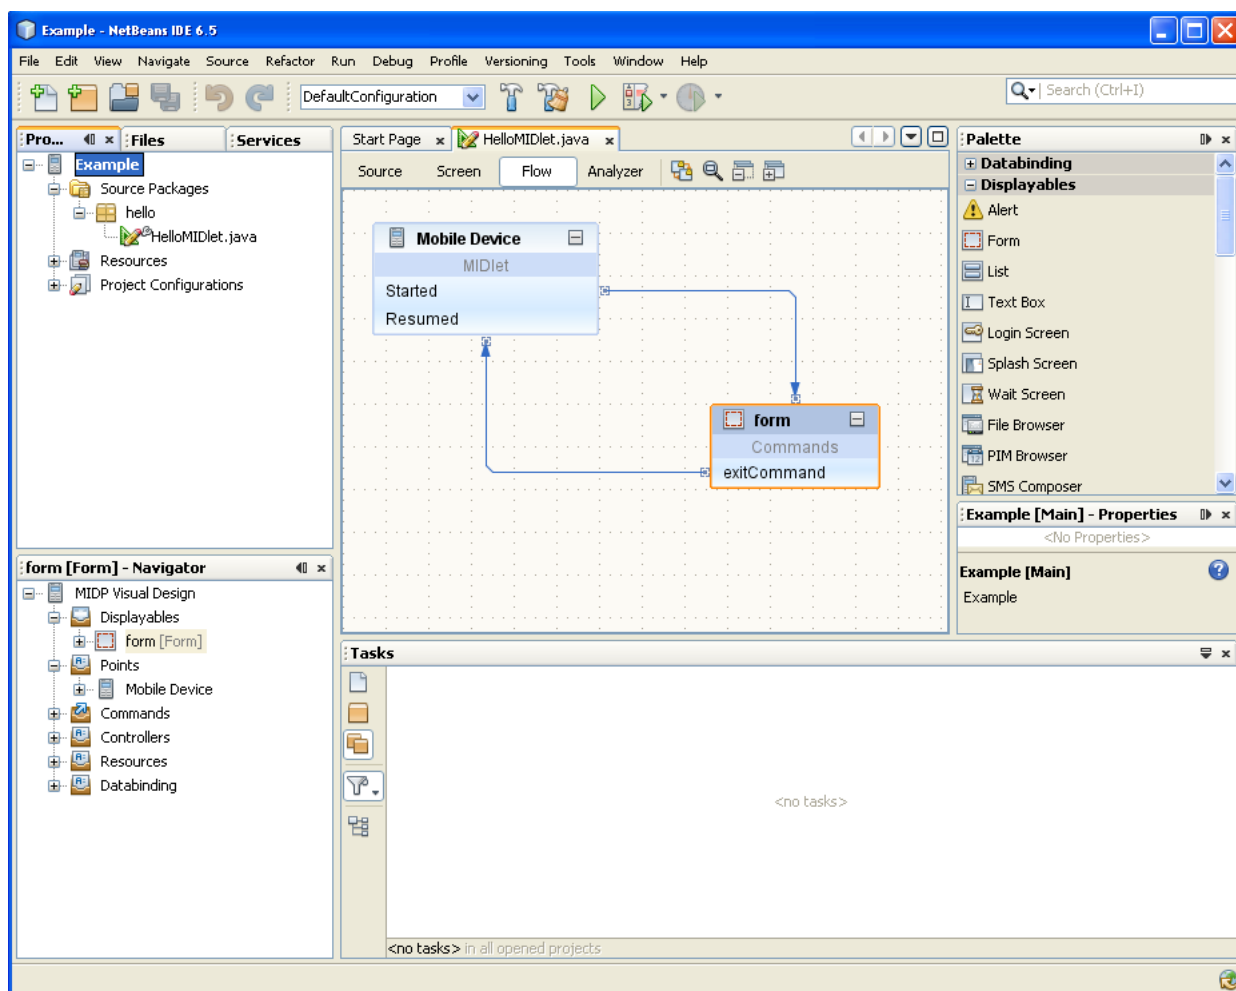 Example - NetBeans IDE 6.5
File Edit View Navigate Source Refactor Run Debug Profile Versioning Tools Window Help
DefaultConfiguration
Search (Ctrl+I)
Pro... Files Services
Example
Source Packages
hello
HelloMIDlet.java
Resources
Project Configurations
form [Form] - Navigator
MIDP Visual Design
Displayables
form [Form]
Points
Mobile Device
Commands
Controllers
Resources
Databinding
Start Page HelloMIDlet.java
Source Screen Flow Analyzer
Mobile Device
MIDlet
Started
Resumed
form
Commands
exitCommand
Palette
Databinding
Displayables
Alert
Form
List
Text Box
Login Screen
Splash Screen
Wait Screen
File Browser
PIM Browser
SMS Composer
Example [Main] - Properties
<No Properties>
Example [Main]
Example
Tasks
<no tasks>
<no tasks> in all opened projects